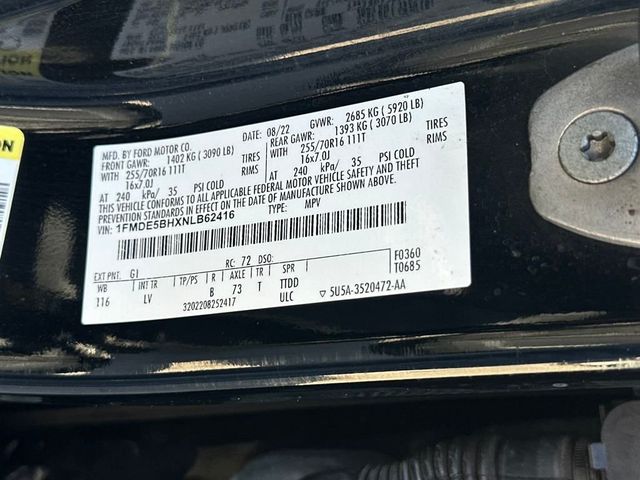 MFD. BY FORD MOTOR CO.
DATE: 08/22 GVWR: 2685 KG (5920 LB)
FRONT GAWR: 1402 KG (3090 LB) REAR GAWR: 1393 KG (3070 LB)
WITH 255/70R16 111T TIRES WITH 255/70R16 111T TIRES
16x7.0J RIMS 16x7.0J RIMS
AT 240 kPa/ 35 PSI COLD AT 240 kPa/ 35 PSI COLD
THIS VEHICLE CONFORMS TO ALL APPLICABLE FEDERAL MOTOR VEHICLE SAFETY AND
BUMPER STANDARDS IN EFFECT ON THE DATE OF MANUFACTURE SHOWN ABOVE.
VIN: 1FMDE5BHXNLB62416 TYPE: MPV
F0360
T0685
EXT PNT: G1 RC: 72 DSO:
WB TP/PS R AXLE TR SPR
116 LV B 73 T TTDD
3202208252417 ULC ▽ 5U5A-3520472-AA